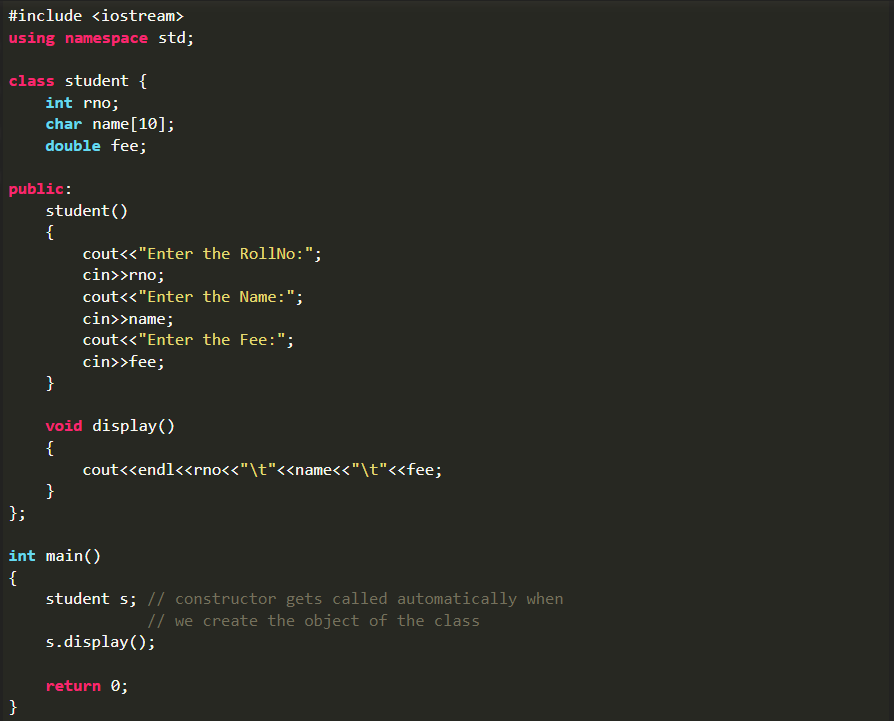 #include <iostream>
using namespace std;

class student {
    int rno;
    char name[10];
    double fee;

public:
    student()
    {
        cout<<"Enter the RollNo:";
        cin>>rno;
        cout<<"Enter the Name:";
        cin>>name;
        cout<<"Enter the Fee:";
        cin>>fee;
    }

    void display()
    {
        cout<<endl<<rno<<"\t"<<name<<"\t"<<fee;
    }
};

int main()
{
    student s; // constructor gets called automatically when
               // we create the object of the class
    s.display();

    return 0;
}